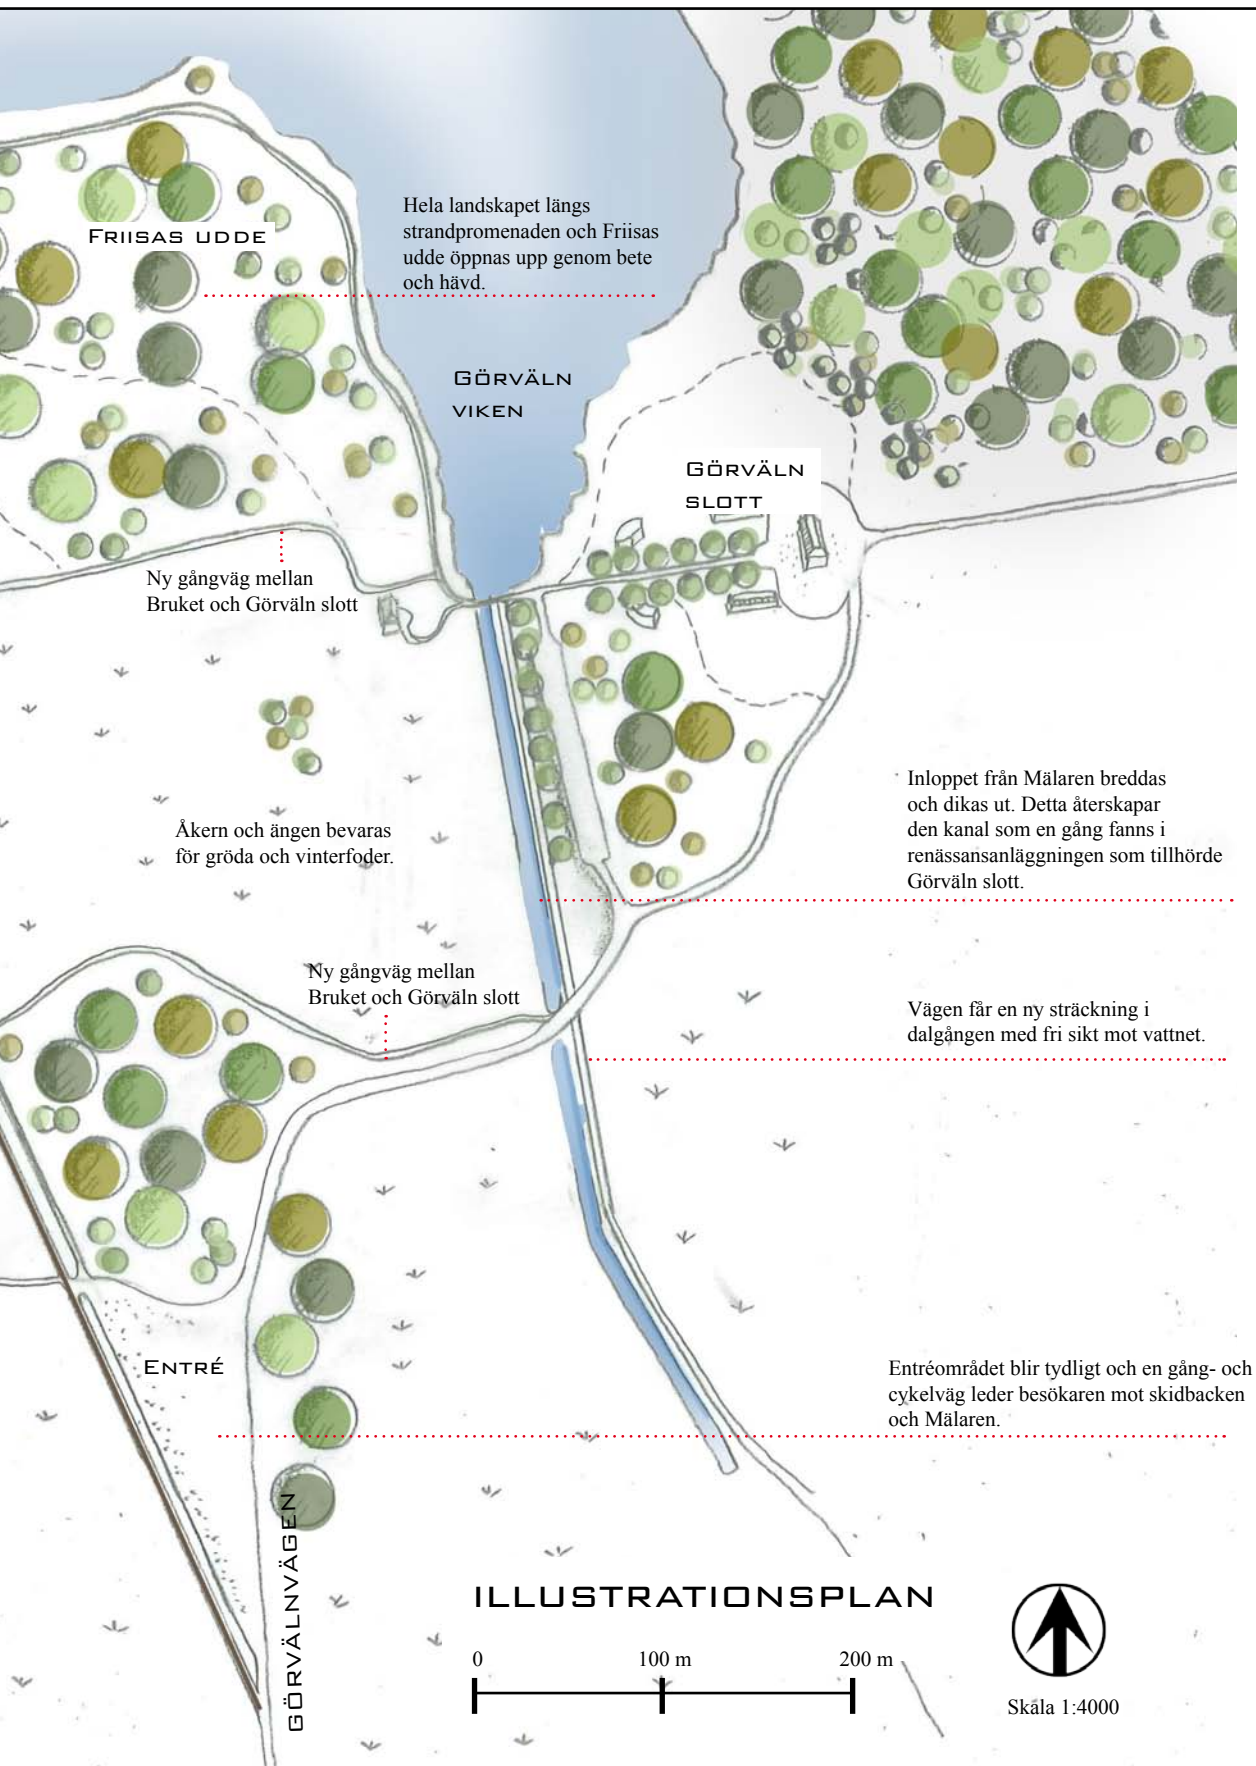 FRIISAS UDDE
Hela landskapet längs
strandpromenaden och Friisas
udde öppnas upp genom bete
och hävd.
GÖRVÄLN
VIKEN
GÖRVÄLN
SLOTT
Ny gångväg mellan
Bruket och Görväln slott
Inloppet från Mälaren breddas
och dikas ut. Detta återskapar
den kanal som en gång fanns i
renässansanläggningen som tillhörde
Görväln slott.
Åkern och ängen bevaras
för gröda och vinterfoder.
Ny gångväg mellan
Bruket och Görväln slott
Vägen får en ny sträckning i
dalgången med fri sikt mot vattnet.
ENTRÉ
Entréområdet blir tydligt och en gång- och
cykelväg leder besökaren mot skidbacken
och Mälaren.
GÖRVÄLNVÄGEN
ILLUSTRATIONSPLAN
0 100 m 200 m
Skala 1:4000